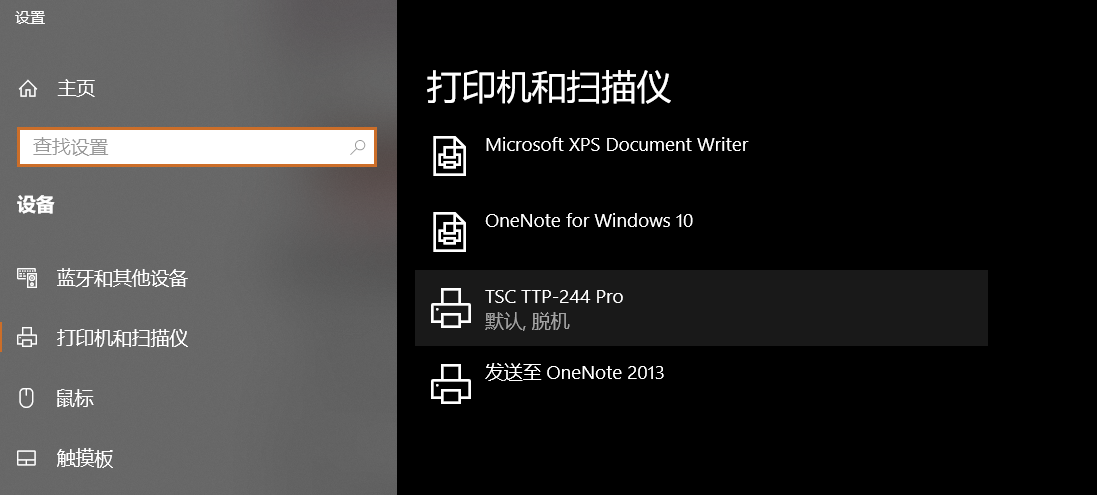 设置
主页
查找设置
设备
蓝牙和其他设备
打印机和扫描仪
鼠标
触摸板
打印机和扫描仪
Microsoft XPS Document Writer
OneNote for Windows 10
TSC TTP-244 Pro
默认, 脱机
发送至 OneNote 2013